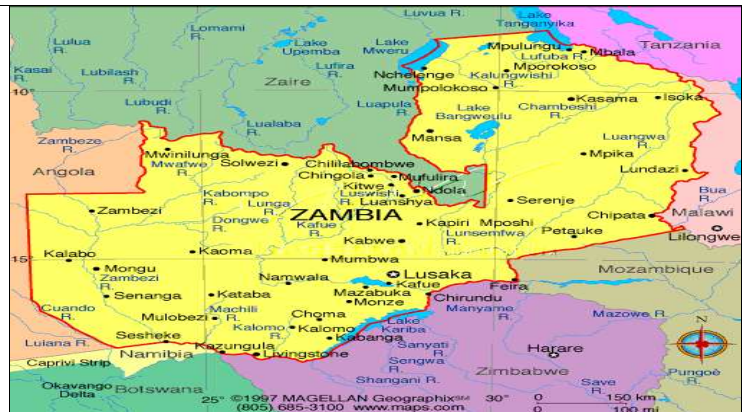 Lulua R.
Lomami R.
Luvua R.
Lake Tanganyika
Kasai R.
Lubilash R.
Lake Upemba
Lake Mweru
Mpulungu
Mbala
Tanzania
Lufuba R.
Lufira R.
Nchelenge
Mporokoso
Kalungwishi R.
Mumpolokoso
Zaire
10°
Lubudi R.
Lualaba R.
Luapula R.
Lake Bangweulu
Kasama
Chambeshi R.
Isoka
Zambeze R.
Mansa
Luangwa R.
Mwinilunga
Mwafwe R.
Solwezi
Chililabombwe
Chingola
Mufulira
Kitwe
Ndola
Luswishi R.
Luanshya
Mpika
Lundazi
Angola
Kabompo R.
Lunga R.
Bua R.
Zambezi
Dongwe R.
Kafue R.
ZAMBIA
Serenje
Chipata
Malawi
Kapiri Mposhi
Lunsemfwa R.
Petauke
Lilongwe
Kabwe
Kaoma
Kalabo
15°
Mumbwa
Mongu
Zambezi R.
Namwala
Lusaka
Kafue
Feira
Mozambique
Senanga
Kataba
Mazabuka
Monze
Chirundu
Cuando R.
Machili R.
Manyame R.
Mazowe R.
Mulobezi
Choma
Kalomo R.
Kalomo
Lake Kariba
N
Sesheke
Kabanga
Luiana R.
Kazungula
Livingstone
Sanyati R.
Harare
Caprivi Strip
Namibia
Sengwa R.
Zimbabwe
Pungoè R.
Okavango Delta
Botswana
Shangani R.
Save R.
25°
©1997 MAGELLAN Geographix℠
30°
0 150 km
(805) 685-3100 www.maps.com
0 100 mi